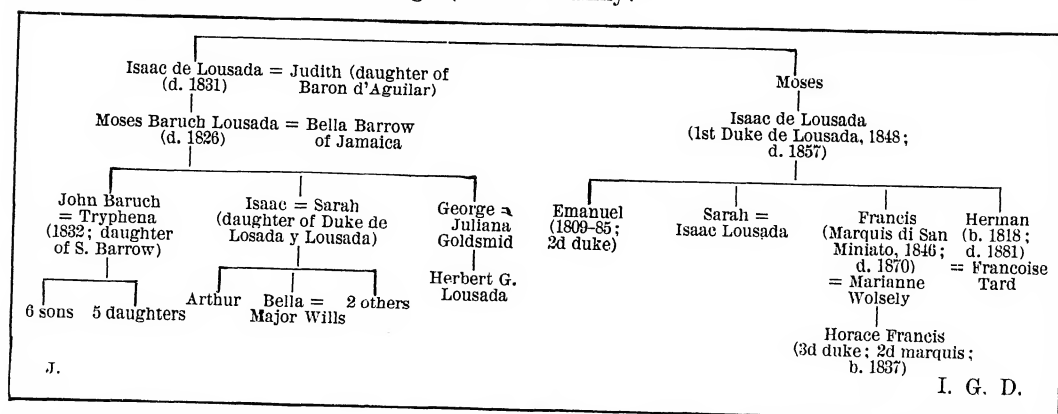 Isaac de Lousada = Judith (daughter of
(d. 1831) Baron d'Aguilar)
Moses
Moses Baruch Lousada = Bella Barrow
(d. 1826) of Jamaica
Isaac de Lousada
(1st Duke de Lousada, 1848;
d. 1857)
John Baruch
= Tryphena
(1832; daughter
of S. Barrow)
Isaac = Sarah
(daughter of Duke de
Losada y Lousada)
George =
Juliana
Goldsmid
Emanuel
(1809-85;
2d duke)
Sarah =
Isaac Lousada
Francis
(Marquis di San
Miniato, 1846;
d. 1870)
= Marianne
Wolsely
Herman
(b. 1818;
d. 1881)
= Francoise
Tard
6 sons 5 daughters
Arthur Bella = 2 others
Major Wills
Herbert G.
Lousada
Horace Francis
(3d duke; 2d marquis;
b. 1837)
J.
I. G. D.